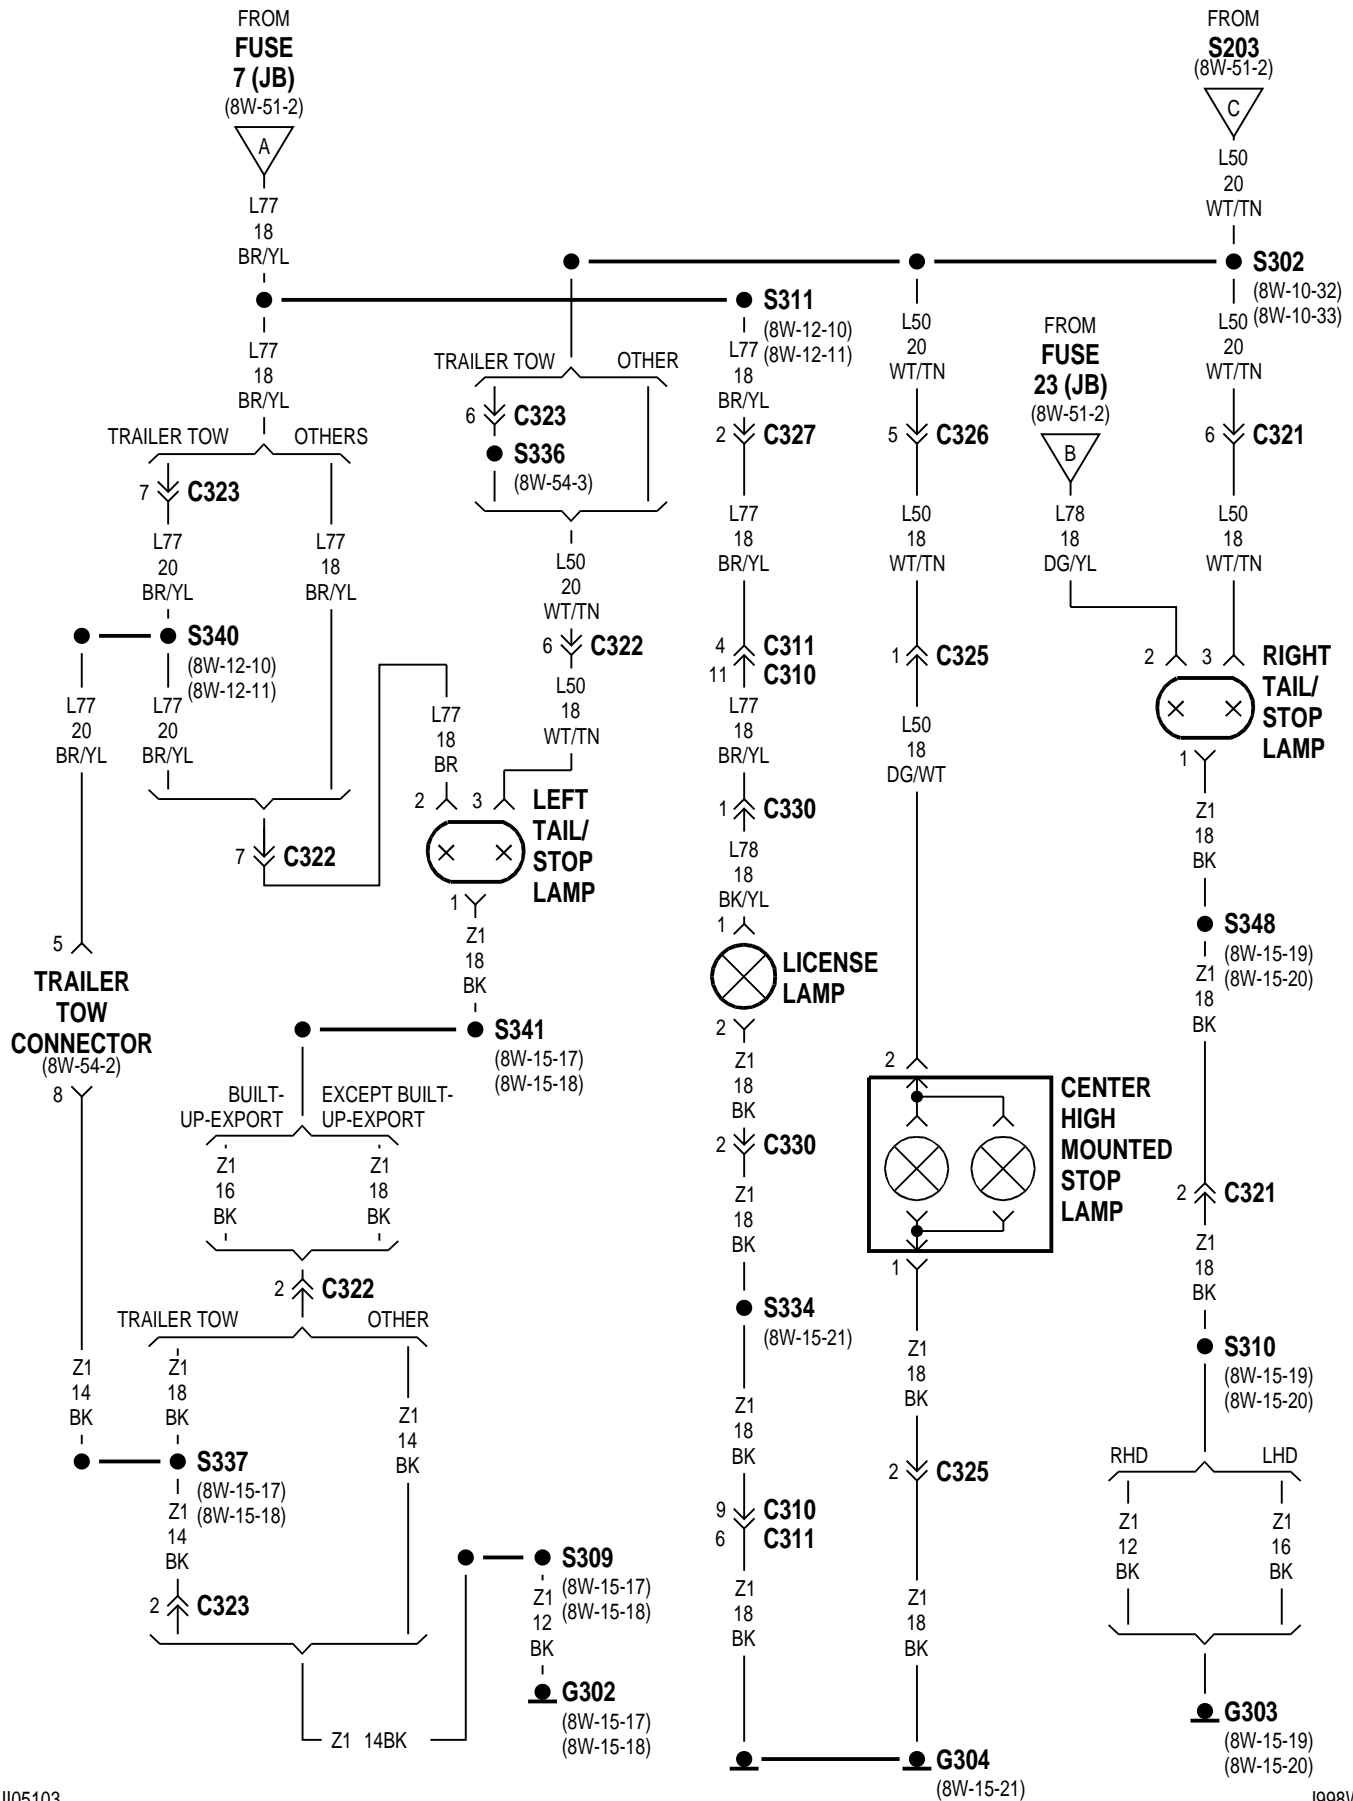 FROM
FUSE
7 (JB)
(8W-51-2)
A
L77
18
BR/YL
FROM
S203
(8W-51-2)
C
L50
20
WT/TN
S302
(8W-10-32)
(8W-10-33)
S311
(8W-12-10)
(8W-12-11)
L77
18
BR/YL
TRAILER TOW
OTHERS
7
C323
L77
20
BR/YL
L77
18
BR/YL
S340
(8W-12-10)
(8W-12-11)
L77
20
BR/YL
L77
20
BR/YL
7
C322
L77
18
BR
TRAILER TOW
OTHER
6
C323
S336
(8W-54-3)
L50
20
WT/TN
6
C322
L50
18
WT/TN
2
3
LEFT
TAIL/
STOP
LAMP
1
Z1
18
BK
S341
(8W-15-17)
(8W-15-18)
5
TRAILER
TOW
CONNECTOR
(8W-54-2)
8
BUILT-
UP-EXPORT
EXCEPT BUILT-
UP-EXPORT
Z1
16
BK
Z1
18
BK
2
C322
TRAILER TOW
OTHER
Z1
14
BK
Z1
18
BK
Z1
14
BK
S337
(8W-15-17)
(8W-15-18)
Z1
14
BK
2
C323
Z1 14BK
S309
(8W-15-17)
(8W-15-18)
Z1
12
BK
G302
(8W-15-17)
(8W-15-18)
L77
18
BR/YL
2
C327
L77
18
BR/YL
4
C311
11
C310
L77
18
BR/YL
1
C330
L78
18
BK/YL
1
LICENSE
LAMP
2
Z1
18
BK
2
C330
Z1
18
BK
S334
(8W-15-21)
Z1
18
BK
9
C310
6
C311
Z1
18
BK
L50
20
WT/TN
5
C326
L50
18
WT/TN
1
C325
L50
18
DG/WT
2
CENTER
HIGH
MOUNTED
STOP
LAMP
1
Z1
18
BK
2
C325
Z1
18
BK
G304
(8W-15-21)
FROM
FUSE
23 (JB)
(8W-51-2)
B
L78
18
DG/YL
L50
20
WT/TN
6
C321
L50
18
WT/TN
2
3
RIGHT
TAIL/
STOP
LAMP
1
Z1
18
BK
S348
(8W-15-19)
(8W-15-20)
Z1
18
BK
2
C321
Z1
18
BK
S310
(8W-15-19)
(8W-15-20)
RHD
LHD
Z1
12
BK
Z1
16
BK
G303
(8W-15-19)
(8W-15-20)